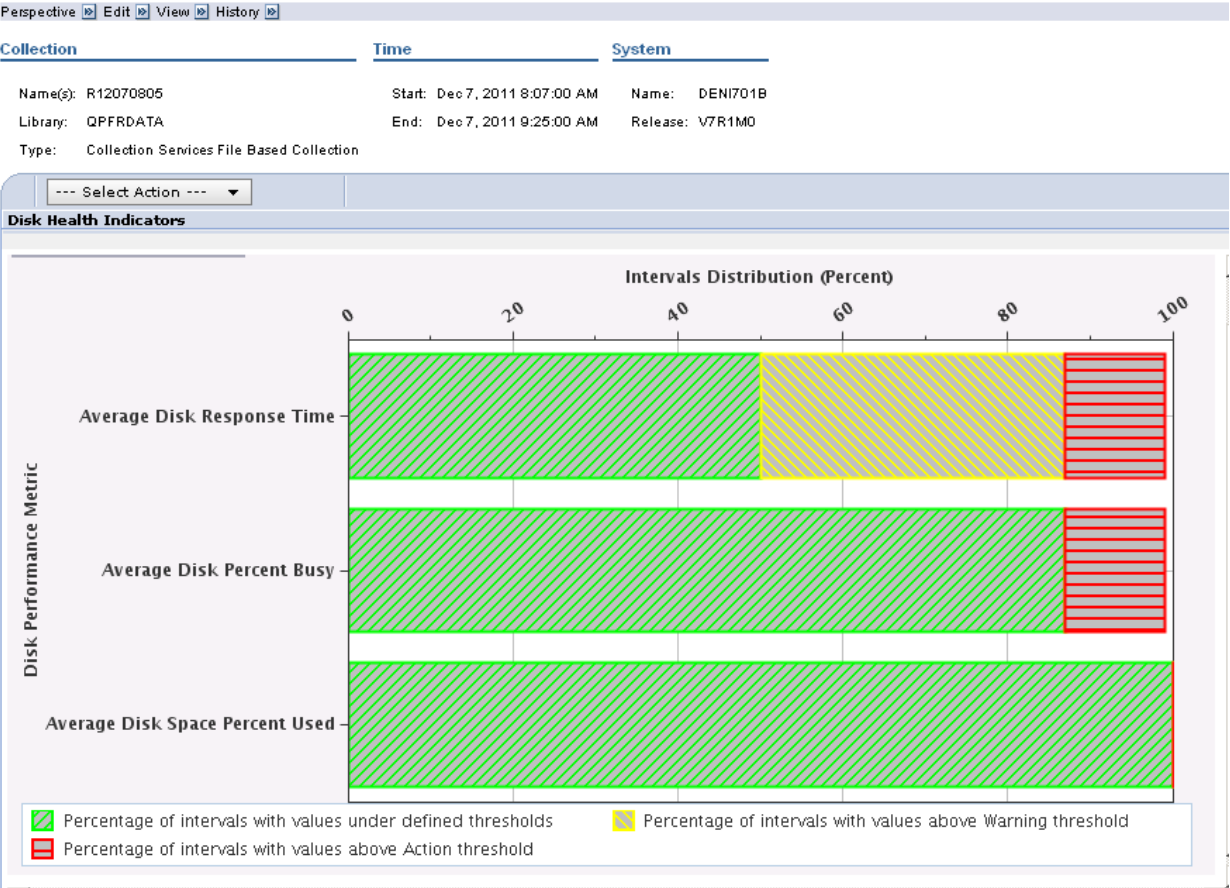 Perspective Edit View History
Collection Time System
Name(s): R12070805 Start: Dec 7, 2011 8:07:00 AM Name: DENI701B
Library: QPFRDATA End: Dec 7, 2011 9:25:00 AM Release: V7R1M0
Type: Collection Services File Based Collection
--- Select Action ---
Disk Health Indicators
Intervals Distribution (Percent)
0 20 40 60 80 100
Disk Performance Metric
Average Disk Response Time
Average Disk Percent Busy
Average Disk Space Percent Used
Percentage of intervals with values under defined thresholds Percentage of intervals with values above Warning threshold
Percentage of intervals with values above Action threshold